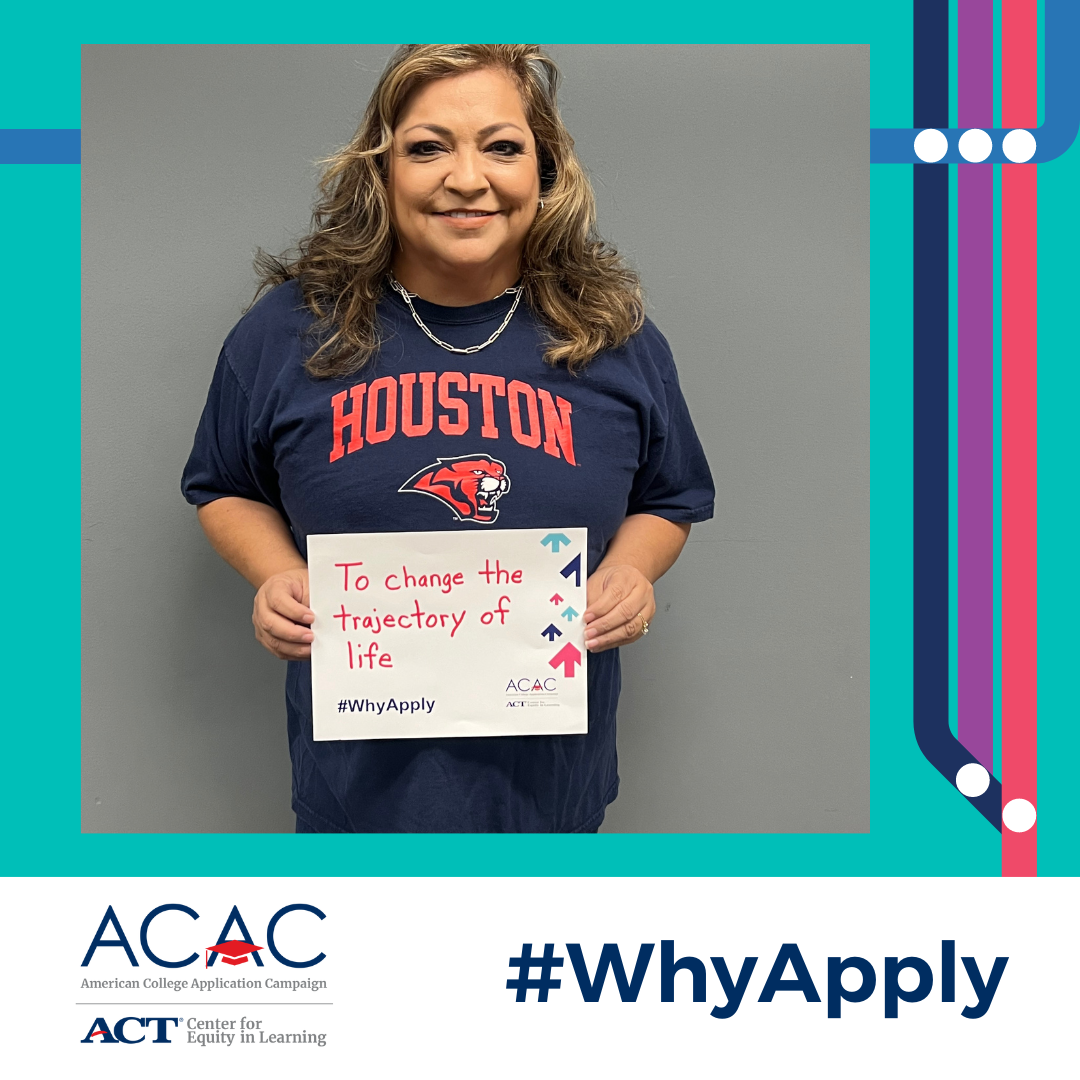 HOUSTON
To change the
trajectory of
life
#WhyApply
ACAC
ACT
ACAC
American College Application Campaign
ACT® Center for
Equity in Learning
#WhyApply